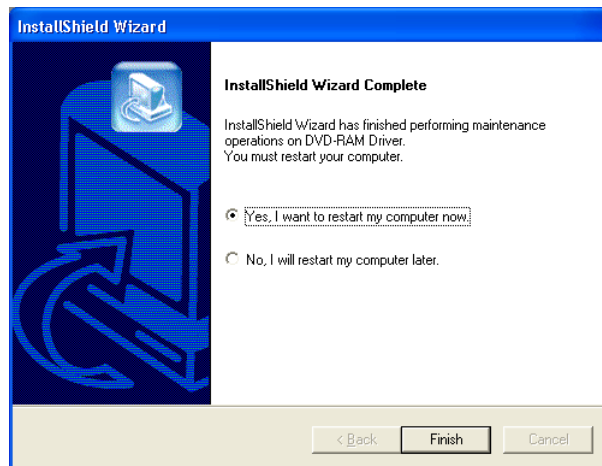 InstallShield Wizard
InstallShield Wizard Complete
InstallShield Wizard has finished performing maintenance
operations on DVD-RAM Driver.
You must restart your computer.
Yes, I want to restart my computer now.
No, I will restart my computer later.
< Back Finish Cancel